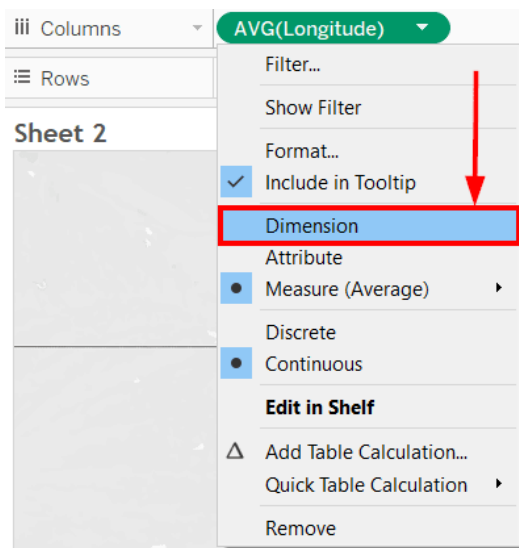 Columns
AVG(Longitude)
Rows
Sheet 2
Filter...
Show Filter
Format...
Include in Tooltip
Dimension
Attribute
Measure (Average)
Discrete
Continuous
Edit in Shelf
Add Table Calculation...
Quick Table Calculation
Remove